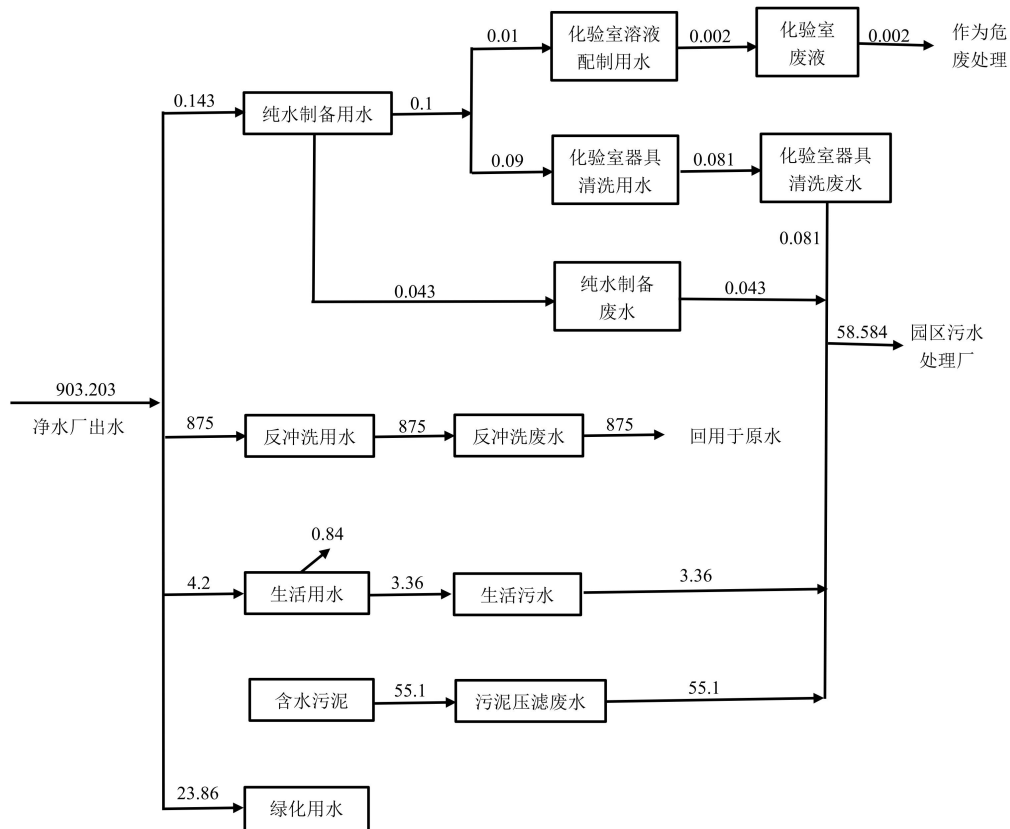 0.01
化验室溶液
配制用水
0.002
化验室
废液
0.002
作为危
废处理
0.143
纯水制备用水
0.1
0.09
化验室器具
清洗用水
0.081
化验室器具
清洗废水
0.081
0.043
纯水制备
废水
0.043
58.584
园区污水
处理厂
903.203
净水厂出水
875
反冲洗用水
875
反冲洗废水
875
回用于原水
0.84
4.2
生活用水
3.36
生活污水
3.36
含水污泥
55.1
污泥压滤废水
55.1
23.86
绿化用水